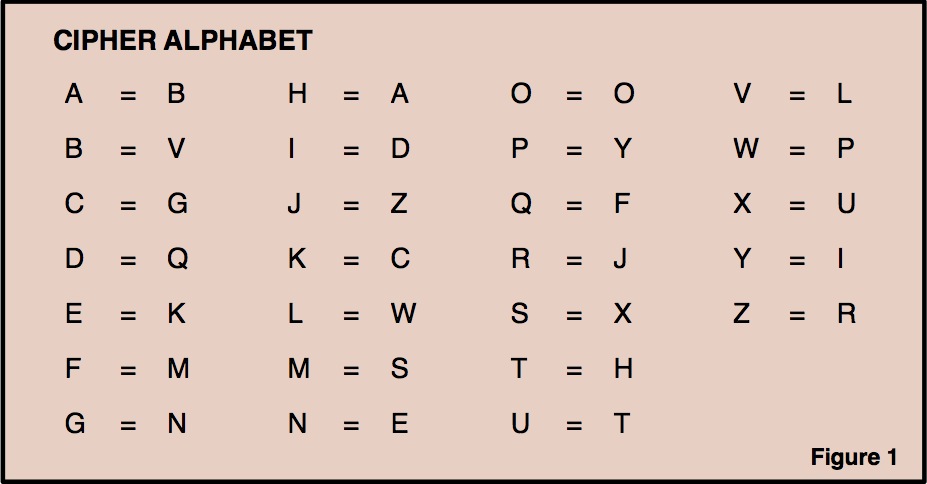 CIPHER ALPHABET
A = B H = A O = O V = L
B = V I = D P = Y W = P
C = G J = Z Q = F X = U
D = Q K = C R = J Y = I
E = K L = W S = X Z = R
F = M M = S T = H
G = N N = E U = T
Figure 1